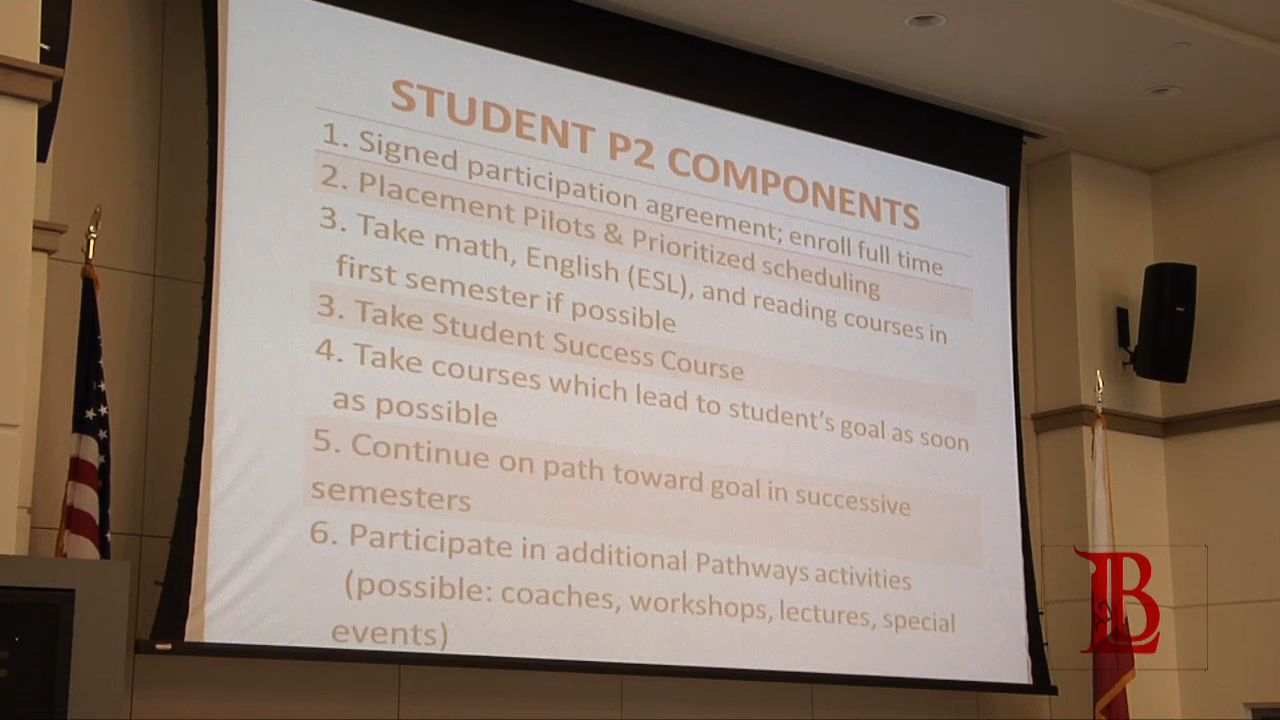 STUDENT P2 COMPONENTS
1. Signed participation agreement; enroll full time
2. Placement Pilots & Prioritized scheduling
3. Take math, English (ESL), and reading courses in
first semester if possible
3. Take Student Success Course
4. Take courses which lead to student's goal as soon
as possible
5. Continue on path toward goal in successive
semesters
6. Participate in additional Pathways activities
(possible: coaches, workshops, lectures, special
events)
LB